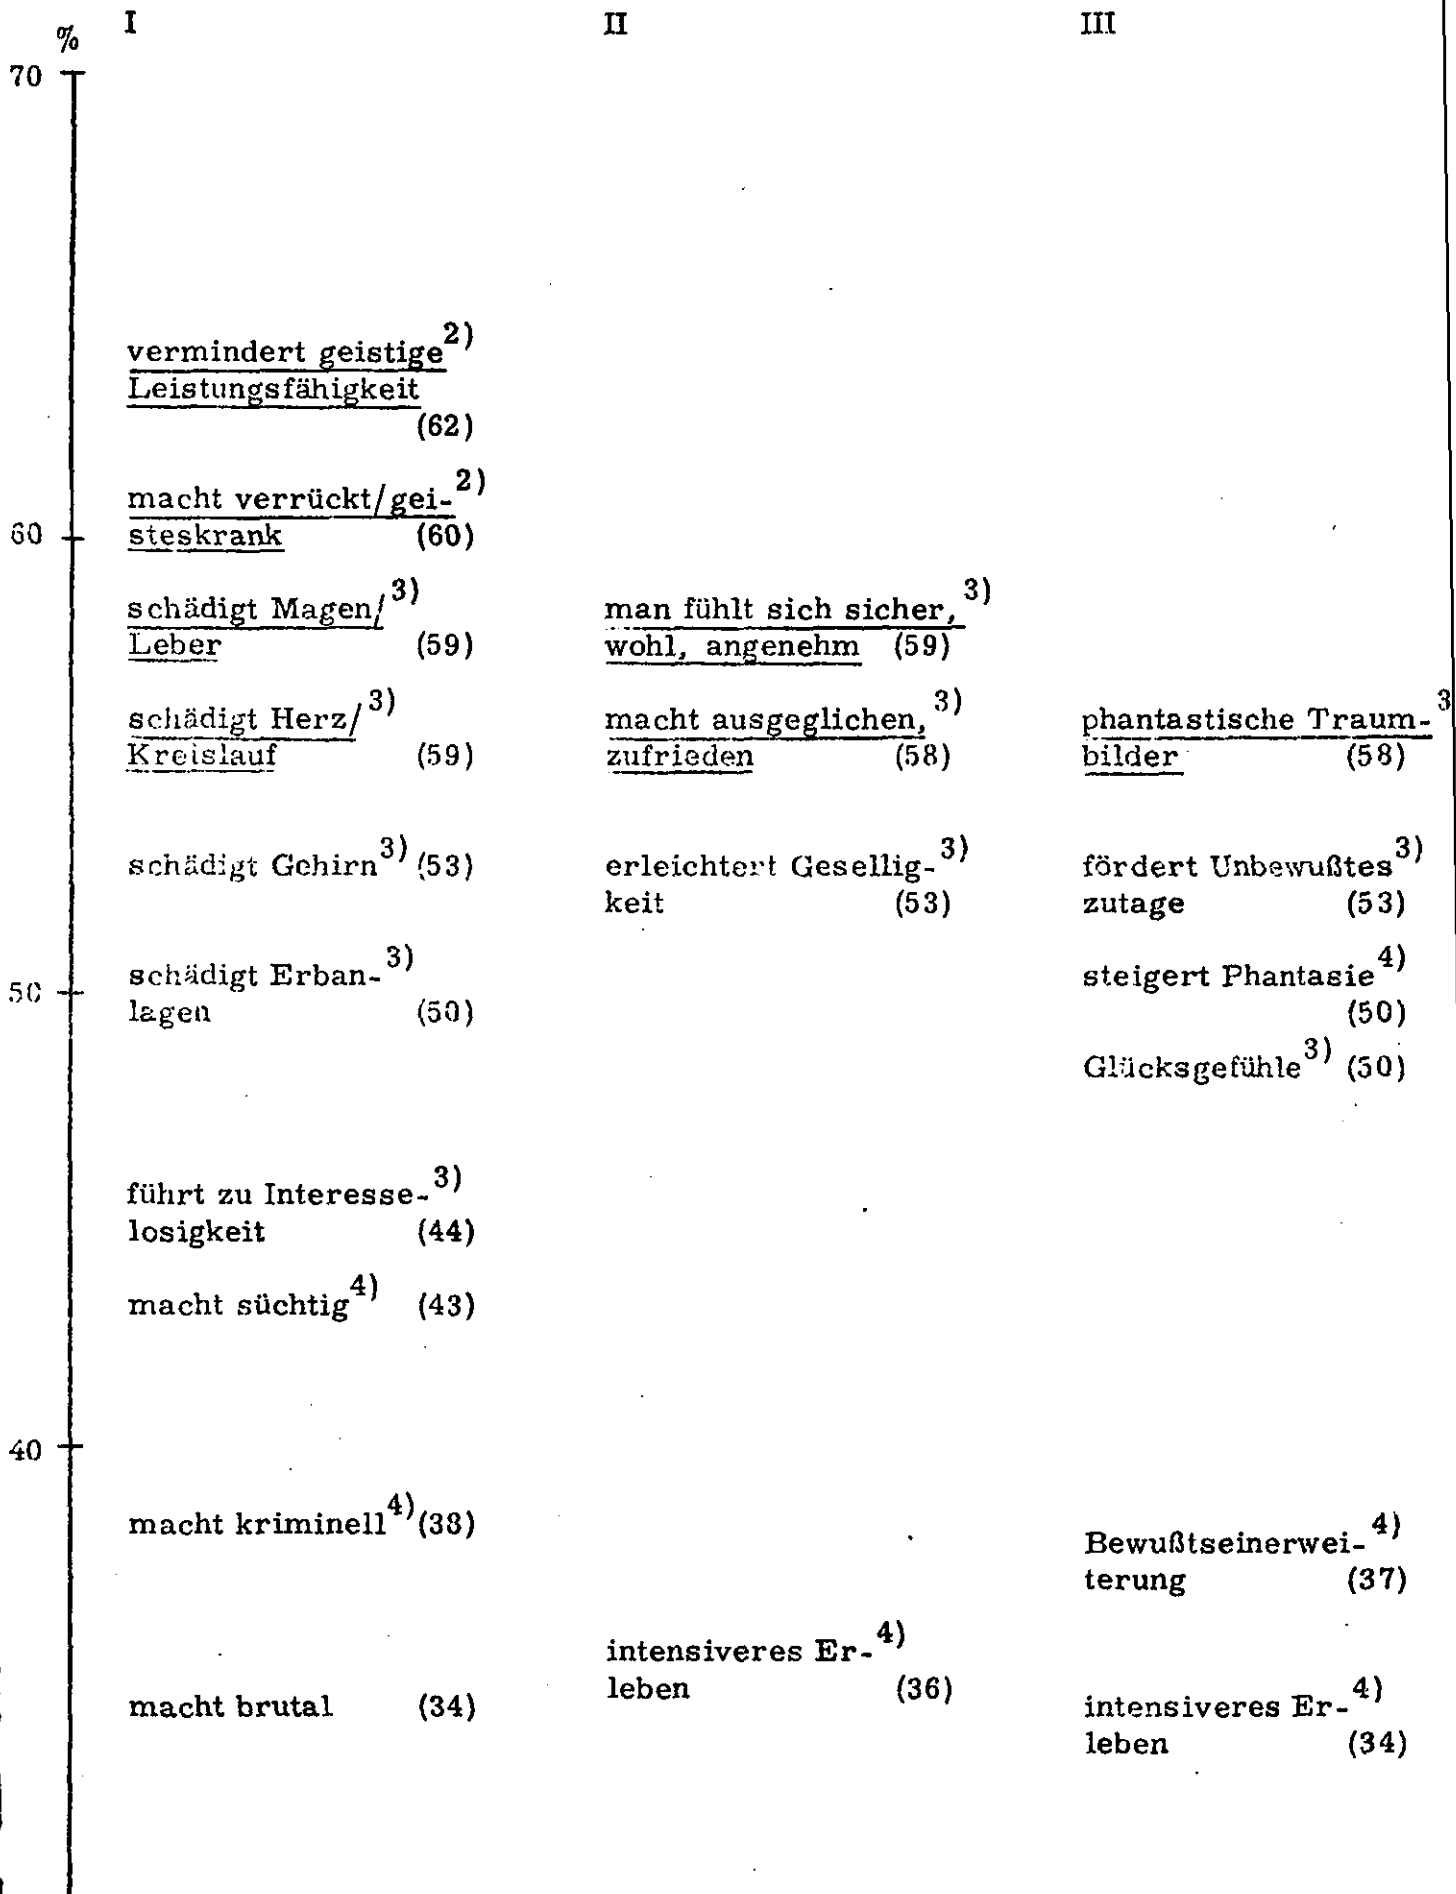 % I II III
70
vermindert geistige2)
Leistungsfähigkeit
(62)
macht verrückt/gei-2)
60 steskrank (60)
schädigt Magen/3)
Leber (59)
schädigt Herz/3)
Kreislauf (59)
schädigt Gehirn3) (53)
schädigt Erban-3)
50
lagen (50)
führt zu Interesse-3)
losigkeit (44)
macht süchtig4) (43)
40
macht kriminell4) (38)
macht brutal (34)
man fühlt sich sicher,3)
wohl, angenehm (59)
macht ausgeglichen,3)
zufrieden (58)
erleichtert Gesellig-3)
keit (53)
intensiveres Er-4)
leben (36)
phantastische Traum-3
bilder (58)
fördert Unbewußtes3)
zutage (53)
steigert Phantasie4)
(50)
Glücksgefühle3) (50)
Bewußtseinerwei-4)
terung (37)
intensiveres Er-4)
leben (34)